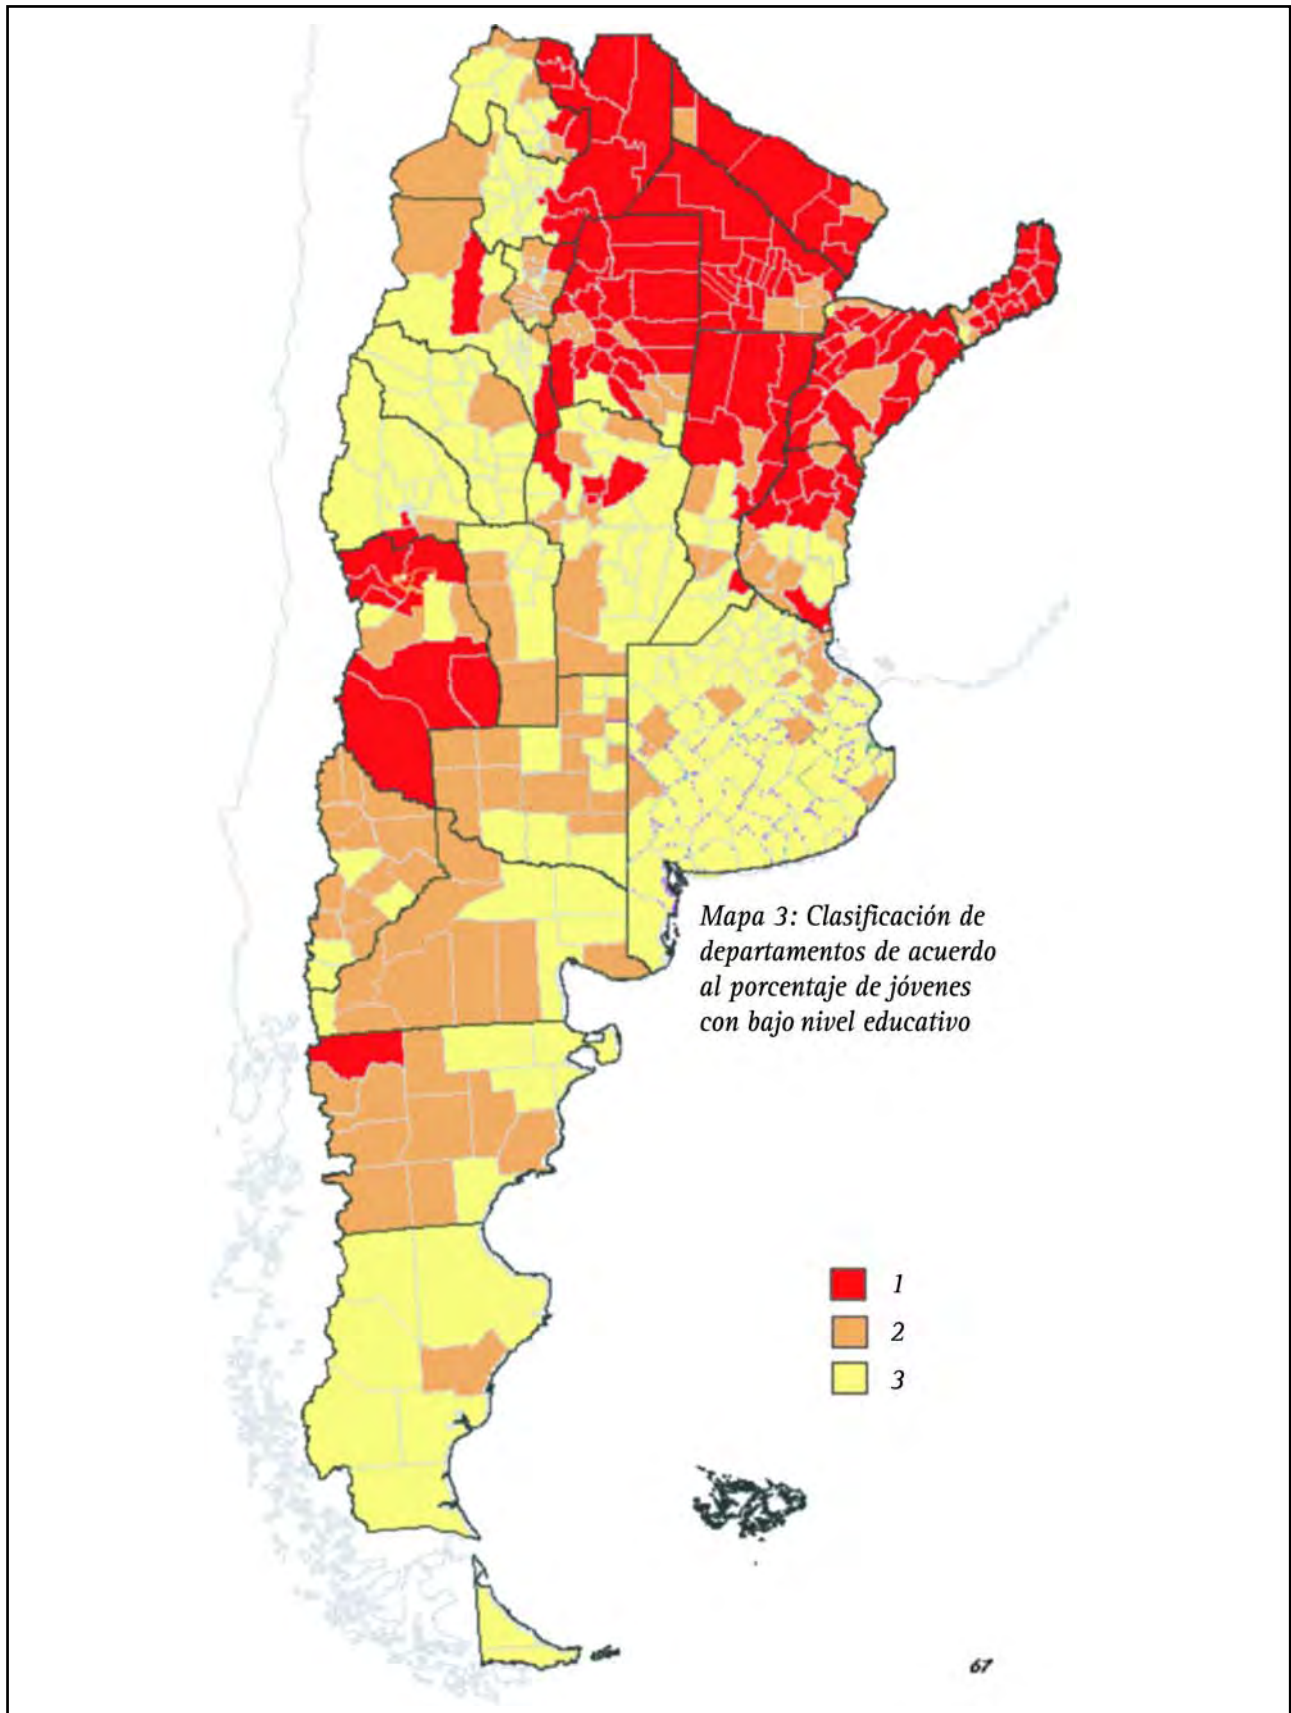 Mapa 3: Clasificación de
departamentos de acuerdo
al porcentaje de jóvenes
con bajo nivel educativo
1
2
3
67